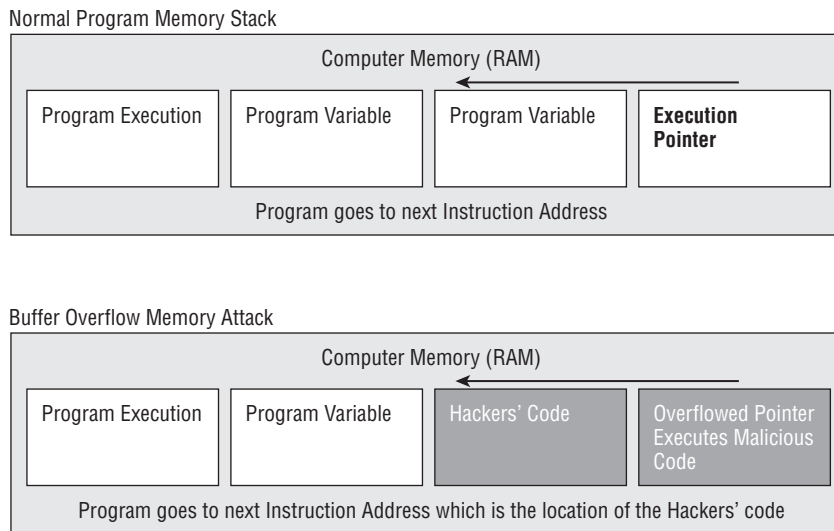 Normal Program Memory Stack
Computer Memory (RAM)
Program Execution
Program Variable
Program Variable
Execution
Pointer
Program goes to next Instruction Address
Buffer Overflow Memory Attack
Computer Memory (RAM)
Program Execution
Program Variable
Hackers’ Code
Overflowed Pointer
Executes Malicious
Code
Program goes to next Instruction Address which is the location of the Hackers’ code